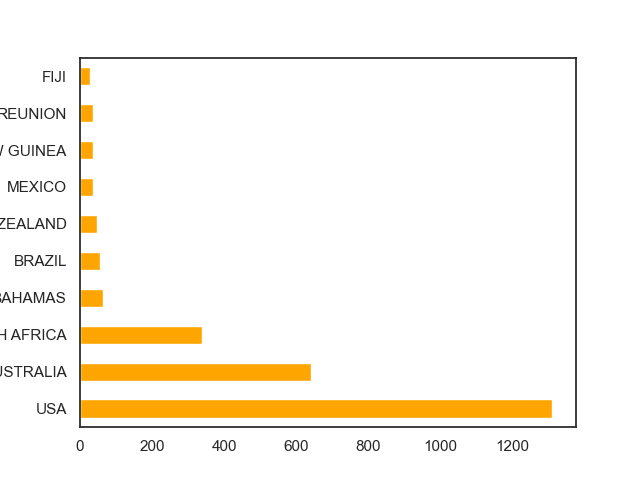 FIJI
REUNION
GUINEA
MEXICO
ZEALAND
BRAZIL
BAHAMAS
H AFRICA
USTRALIA
USA
0 200 400 600 800 1000 1200